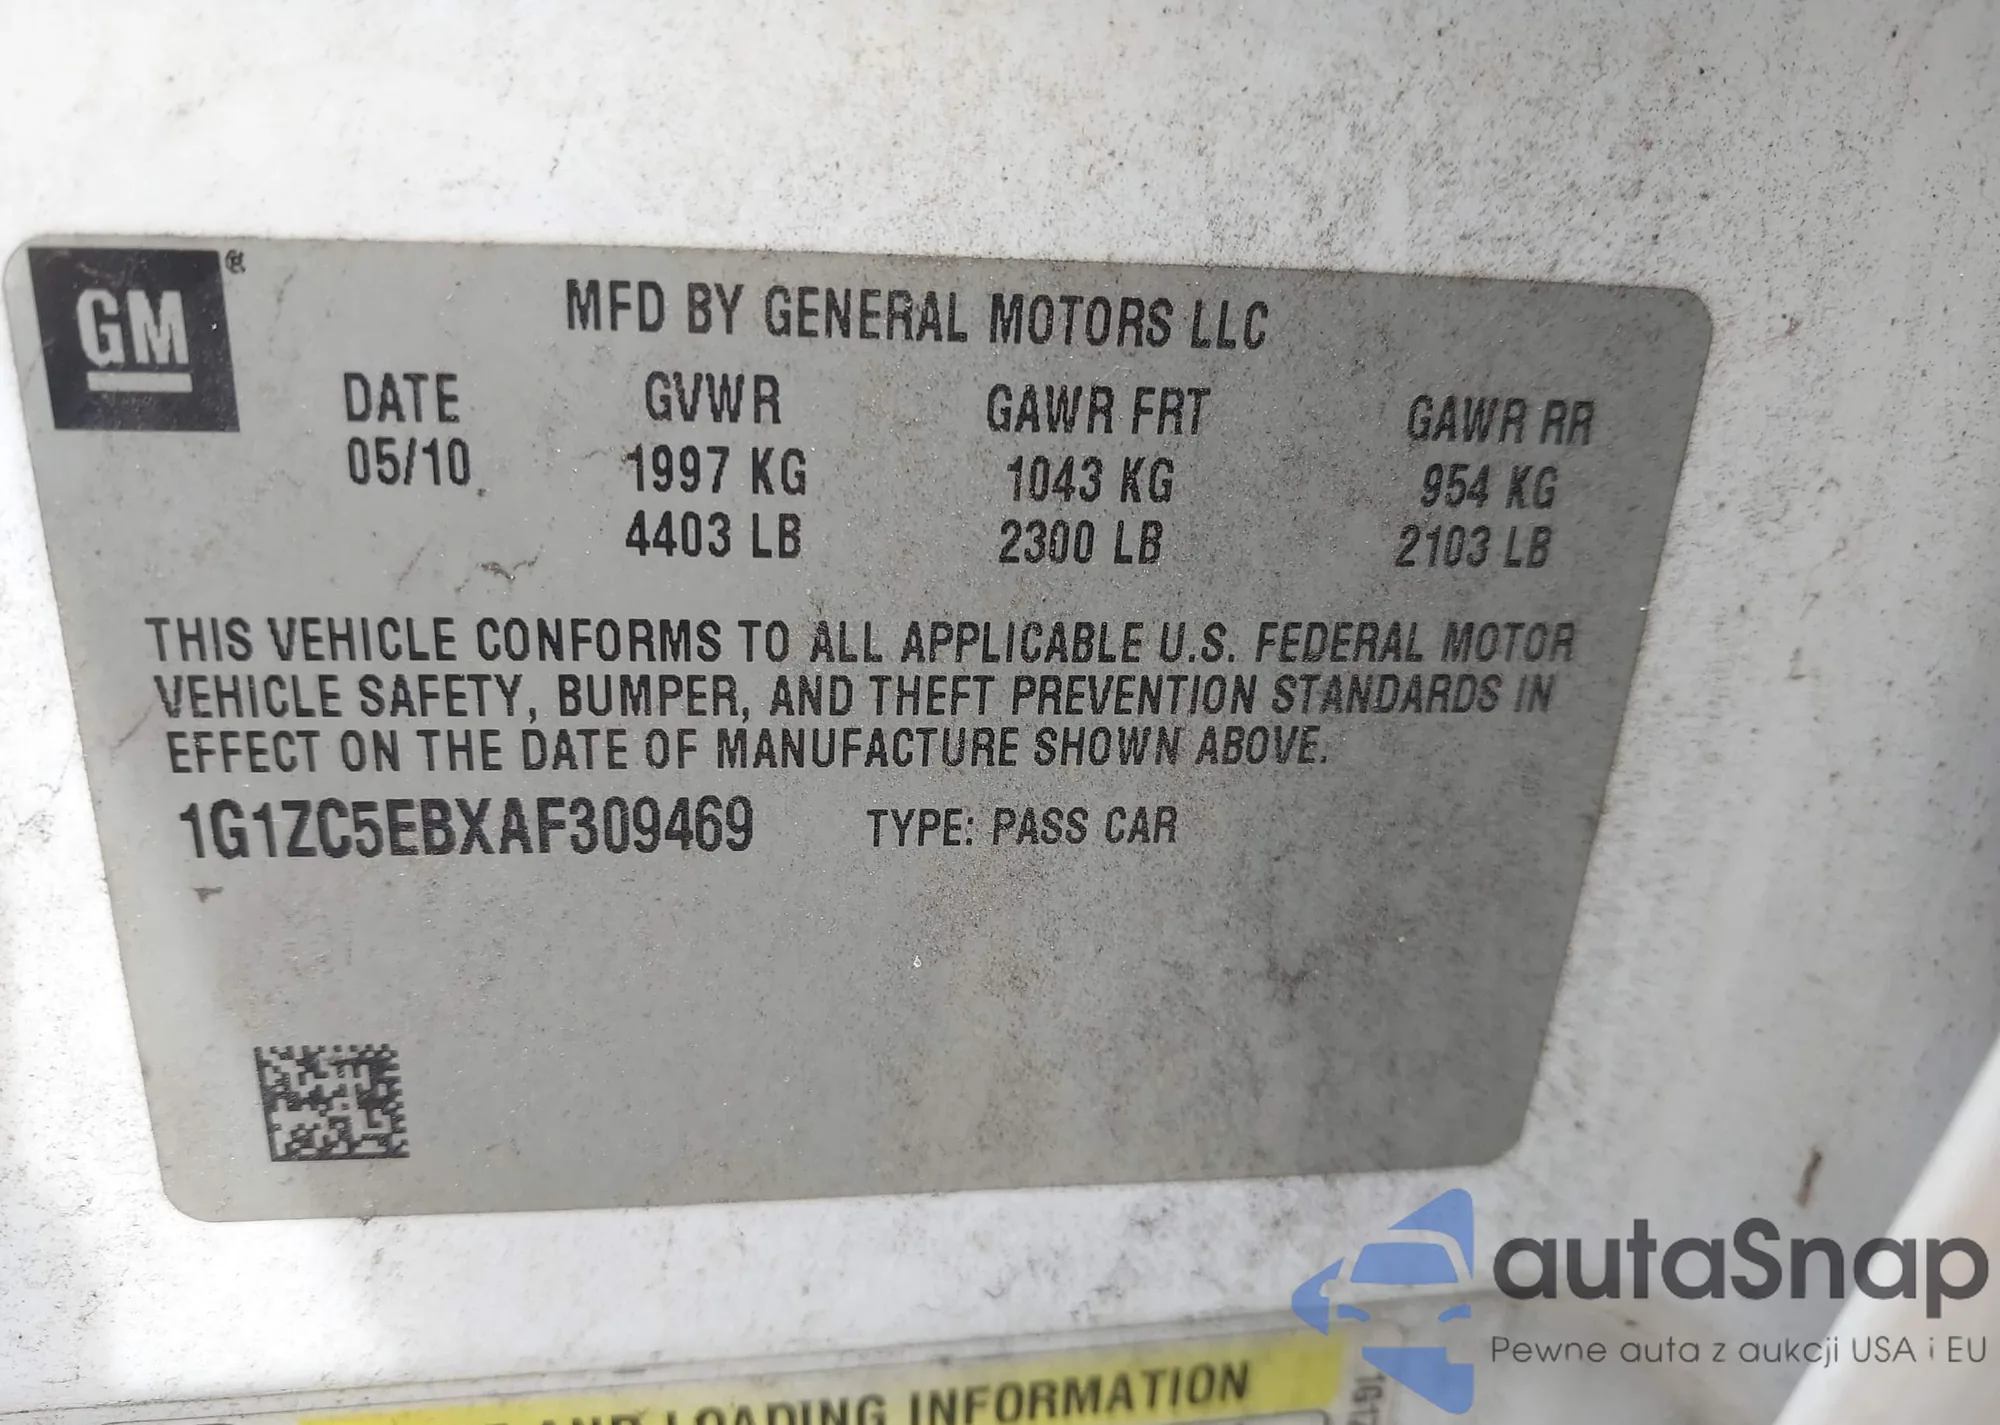 GM ®
MFD BY GENERAL MOTORS LLC
DATE GVWR GAWR FRT GAWR RR
05/10 1997 KG 1043 KG 954 KG
4403 LB 2300 LB 2103 LB
THIS VEHICLE CONFORMS TO ALL APPLICABLE U.S. FEDERAL MOTOR
VEHICLE SAFETY, BUMPER, AND THEFT PREVENTION STANDARDS IN
EFFECT ON THE DATE OF MANUFACTURE SHOWN ABOVE.
1G1ZC5EBXAF309469 TYPE: PASS CAR
autaSnap
Pewne auta z aukcji USA i EU
AND LOADING INFORMATION
1G1Z